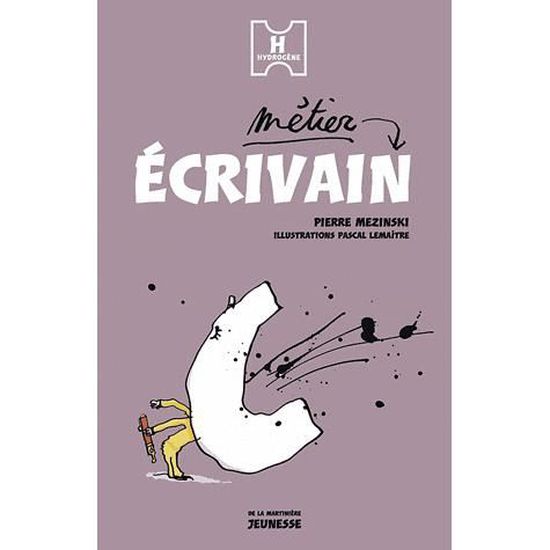 H
HYDROGÈNE
métier
ÉCRIVAIN
PIERRE MEZINSKI
ILLUSTRATIONS PASCAL LEMAÎTRE
DE LA MARTINIÈRE
JEUNESSE